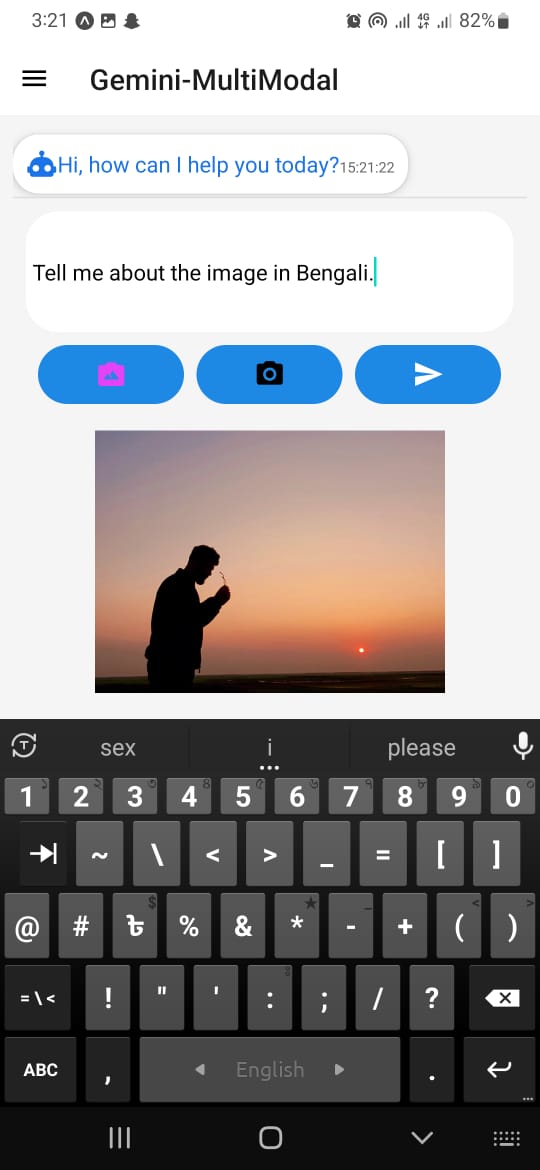 3:21 4G 82%
Gemini-MultiModal
Hi, how can I help you today? 15:21:22
Tell me about the image in Bengali.
sex i please
1 2 3 4 5 6 7 8 9 0
~ \ < > _ = [ ]
@ # ৳ % & * - + ( )
=\< ! " ' : ; / ?
ABC , English .